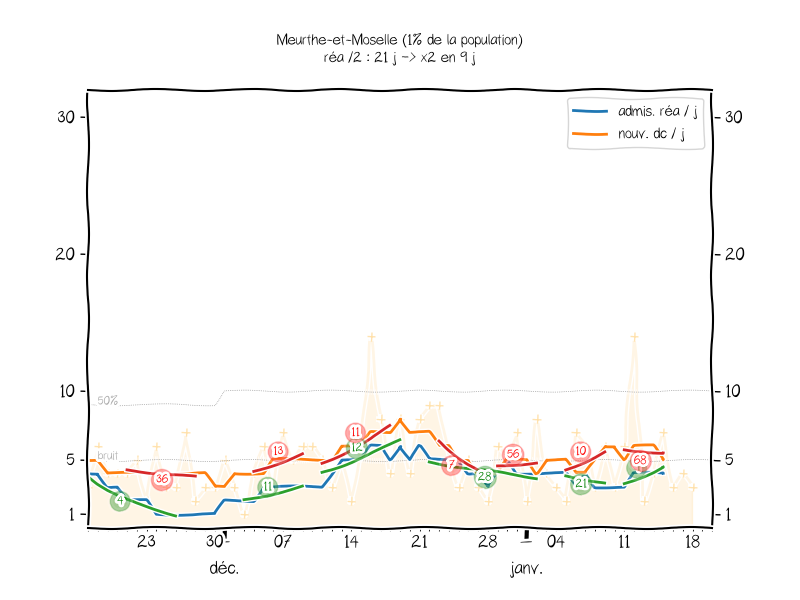 Meurthe-et-Moselle (1% de la population)
réa /2 : 21 j -> x2 en 9 j
admis. réa / j
nouv. dc / j
30 30
20 20
10 10
50%
bruit
5 5
1 1
4 36 11 13 11 12 7 28 56 10 21 68
23 30 07 14 21 28 04 11 18
déc. janv.